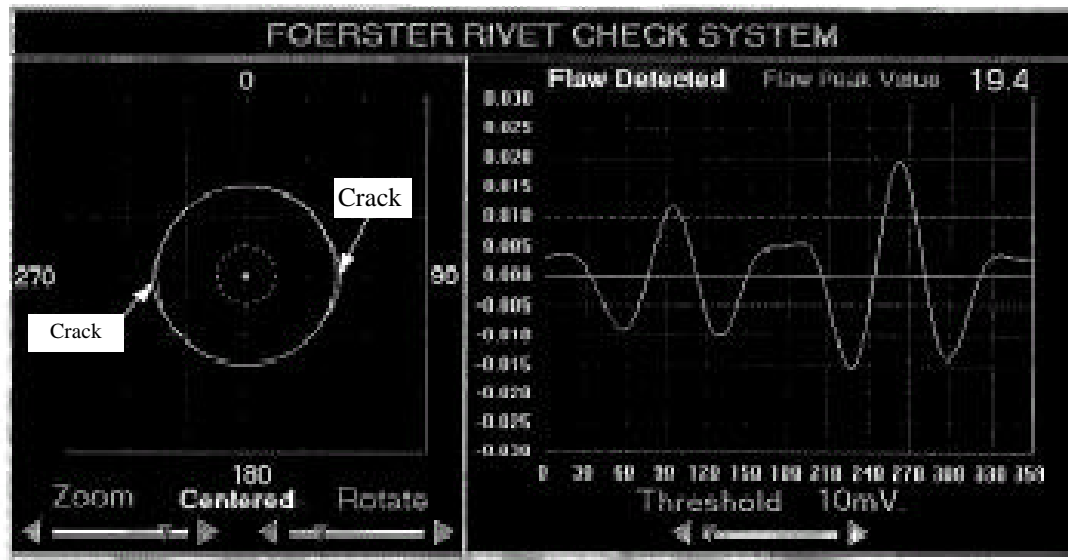 FOERSTER RIVET CHECK SYSTEM
0
Crack
270
90
Crack
180
Zoom Centered Rotate
Flaw Detected Flaw Peak Value 19.4
0.030
0.025
0.020
0.015
0.010
0.005
0.000
-0.005
-0.010
-0.015
-0.020
-0.025
-0.030
0 30 60 90 120 150 180 210 240 270 300 330 359
Threshold 10mV.